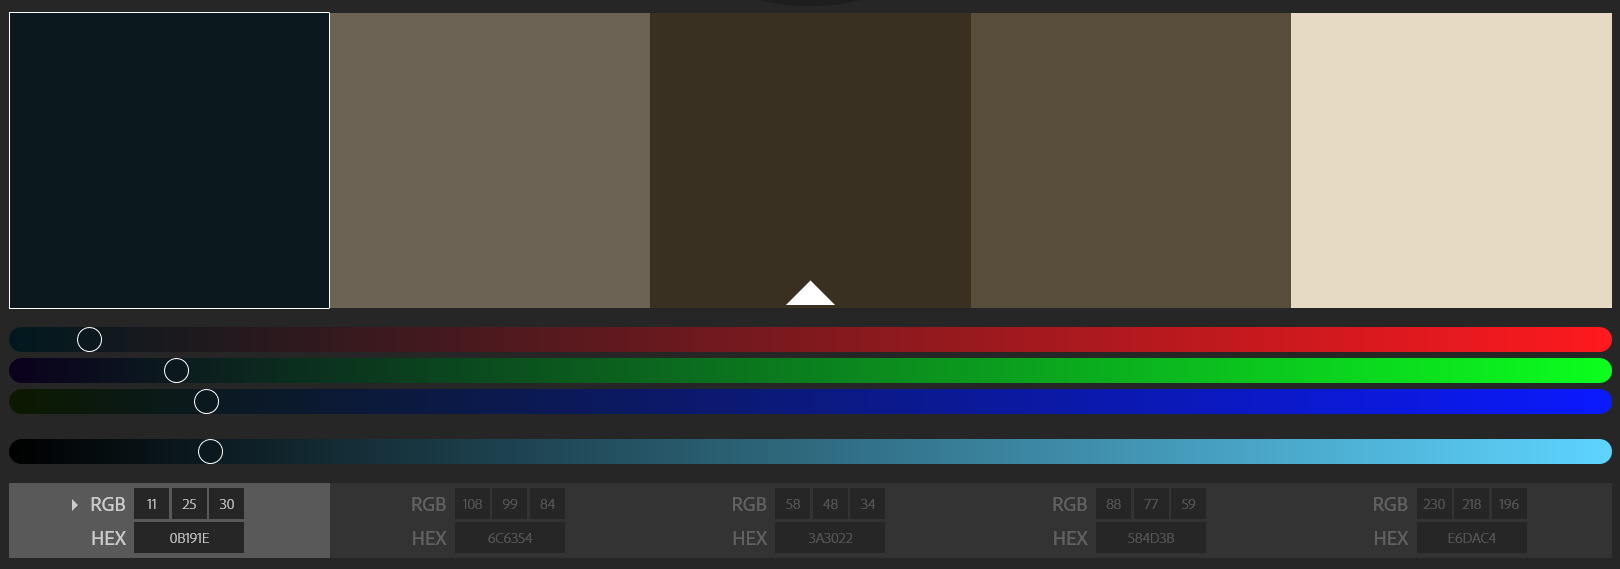 RGB 11 25 30 RGB 108 99 84 RGB 58 48 34 RGB 88 77 59 RGB 230 218 196
HEX 0B191E HEX 6C6354 HEX 3A3022 HEX 584D3B HEX E6DAC4